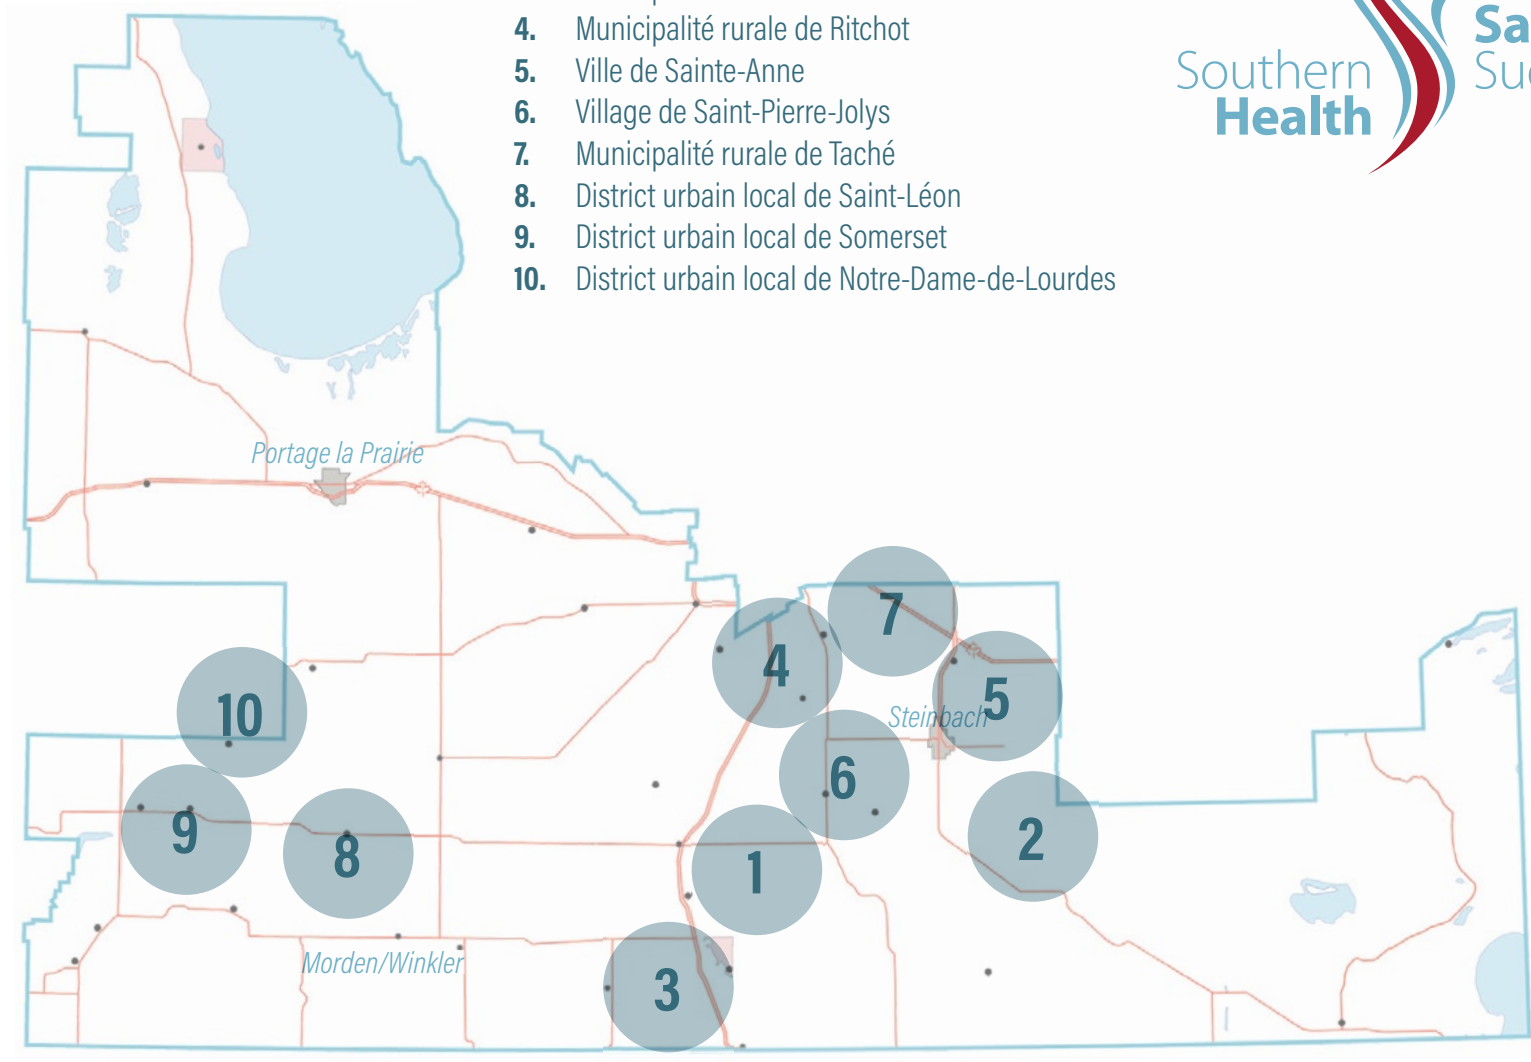 4. Municipalité rurale de Ritchot
5. Ville de Sainte-Anne
6. Village de Saint-Pierre-Jolys
7. Municipalité rurale de Taché
8. District urbain local de Saint-Léon
9. District urbain local de Somerset
10. District urbain local de Notre-Dame-de-Lourdes
Southern
Health
Sa
Portage la Prairie
7
4
5
10
Steinbach
6
9
8
1
2
Morden/Winkler
3